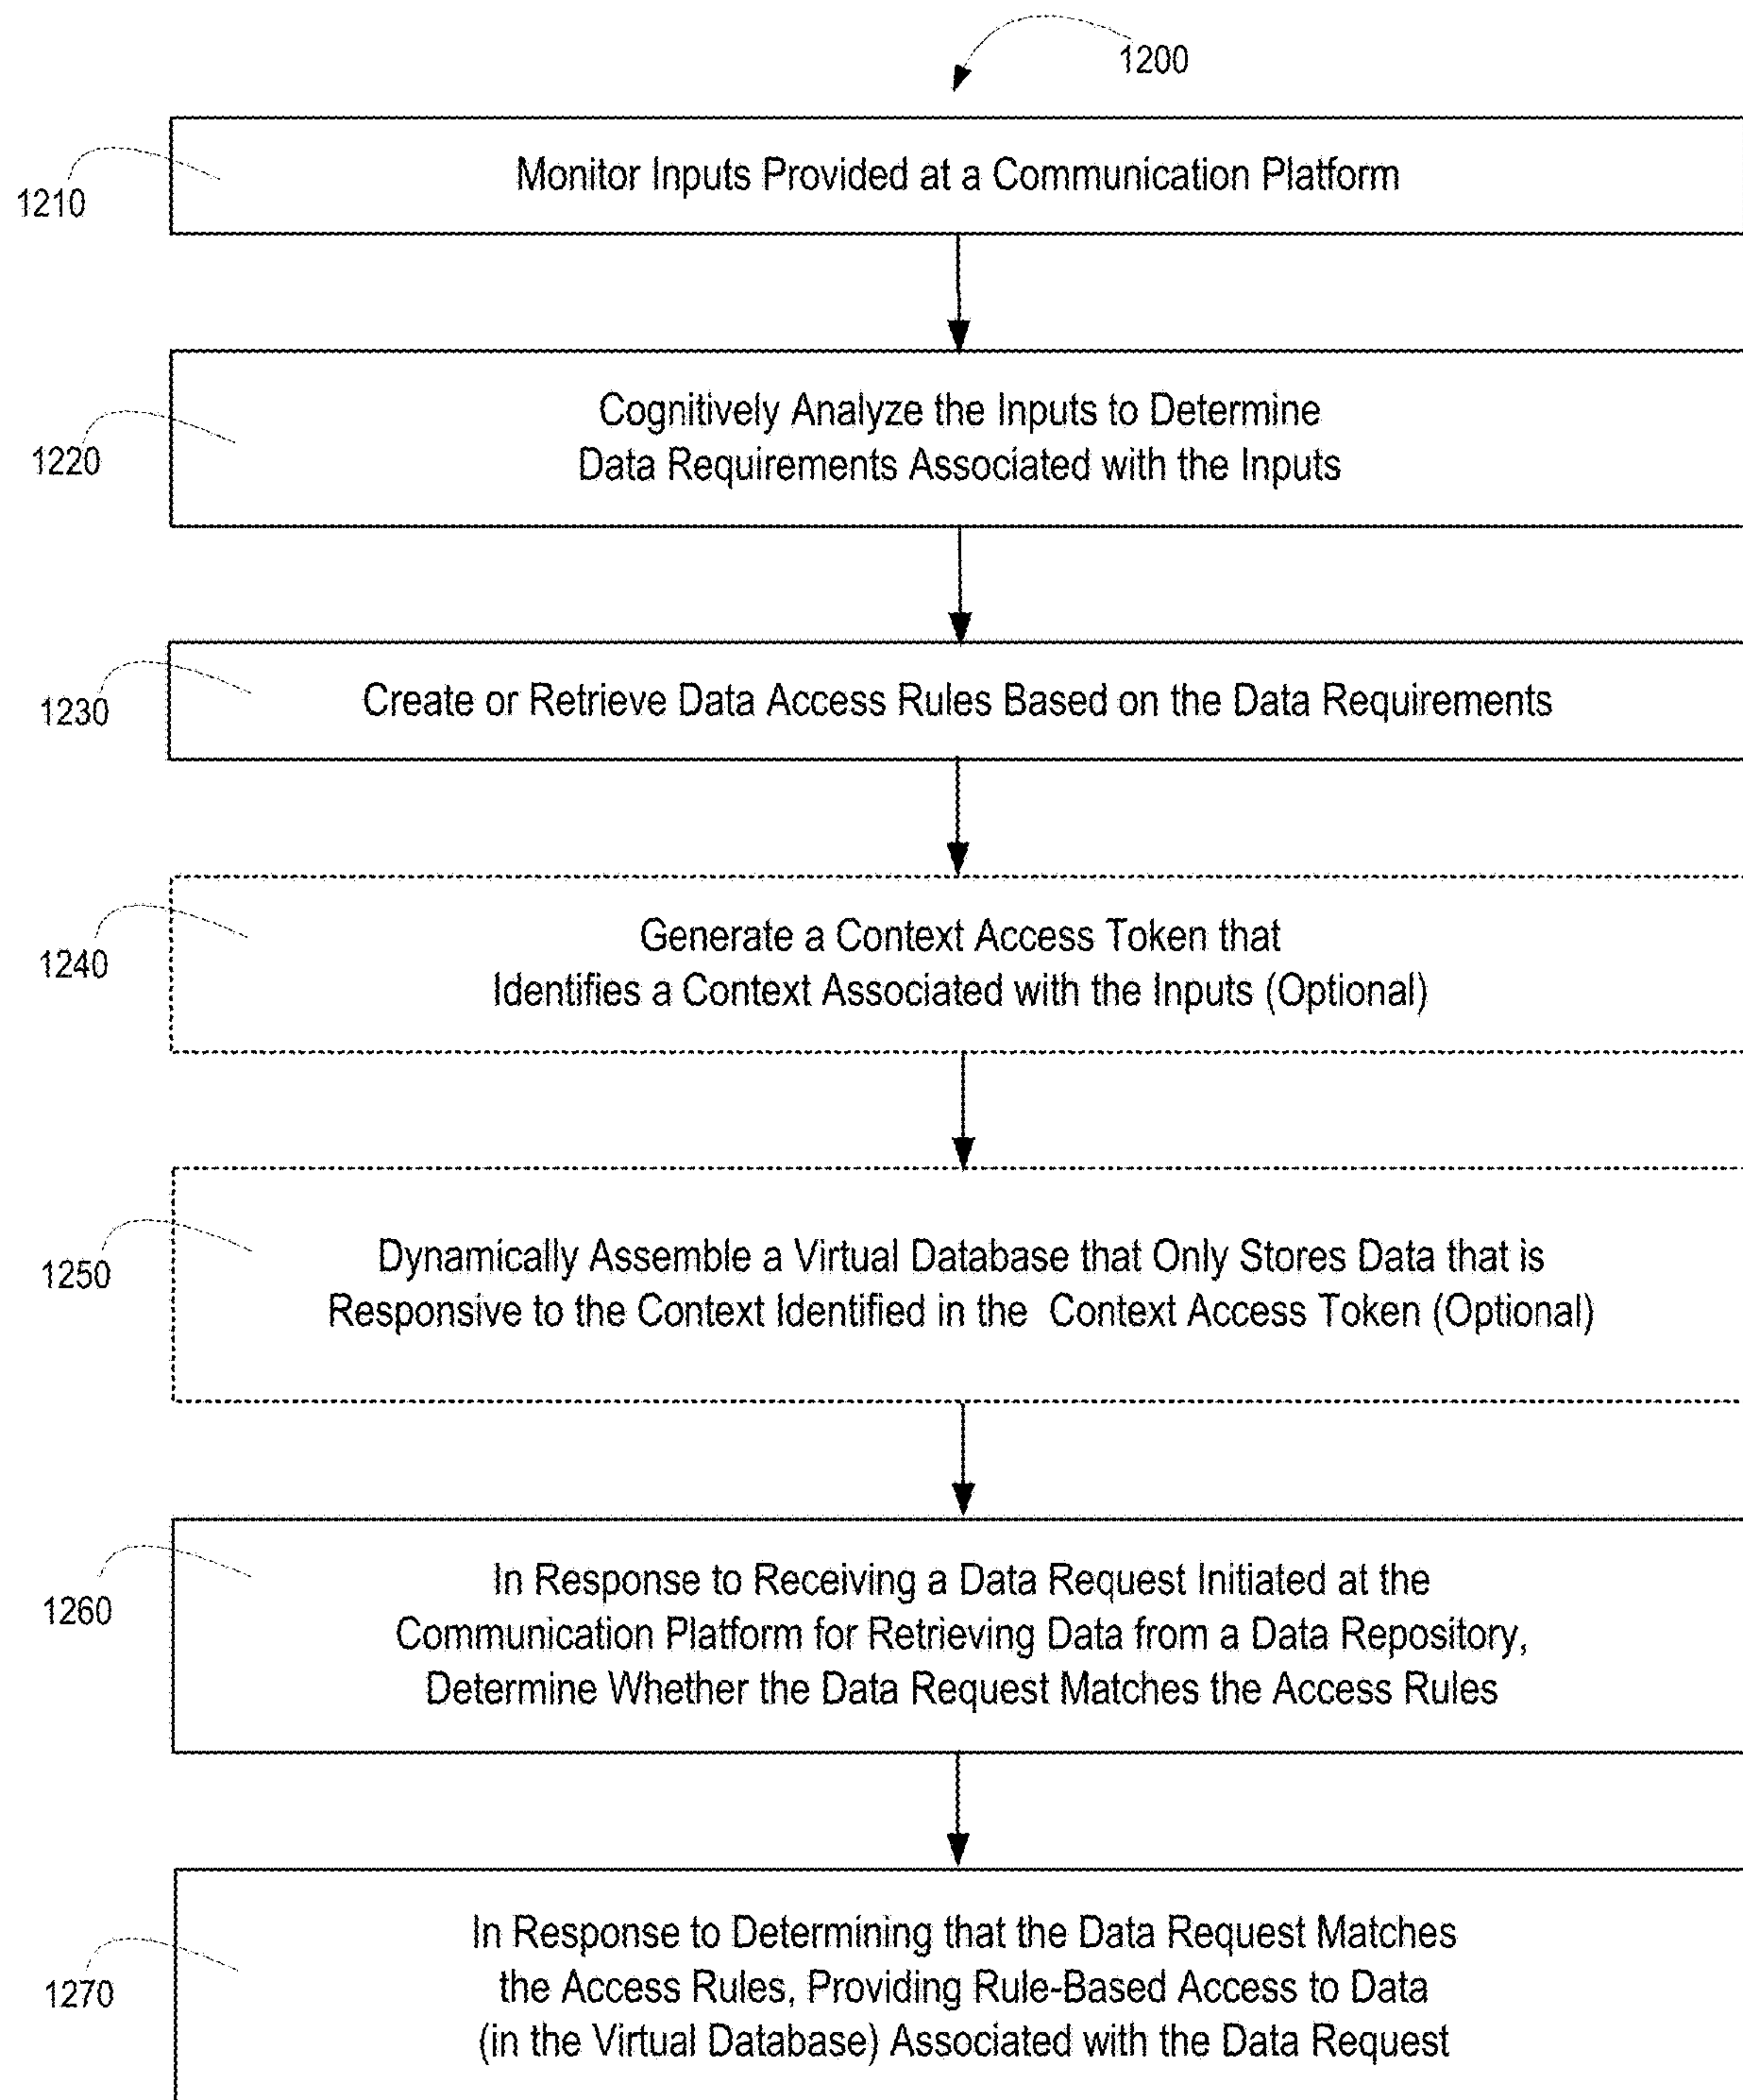 1200
Monitor Inputs Provided at a Communication Platform
1210
Cognitively Analyze the Inputs to Determine
Data Requirements Associated with the Inputs
1220
Create or Retrieve Data Access Rules Based on the Data Requirements
1230
Generate a Context Access Token that
Identifies a Context Associated with the Inputs (Optional)
1240
Dynamically Assemble a Virtual Database that Only Stores Data that is
Responsive to the Context Identified in the Context Access Token (Optional)
1250
In Response to Receiving a Data Request Initiated at the
Communication Platform for Retrieving Data from a Data Repository,
Determine Whether the Data Request Matches the Access Rules
1260
In Response to Determining that the Data Request Matches
the Access Rules, Providing Rule-Based Access to Data
(in the Virtual Database) Associated with the Data Request
1270